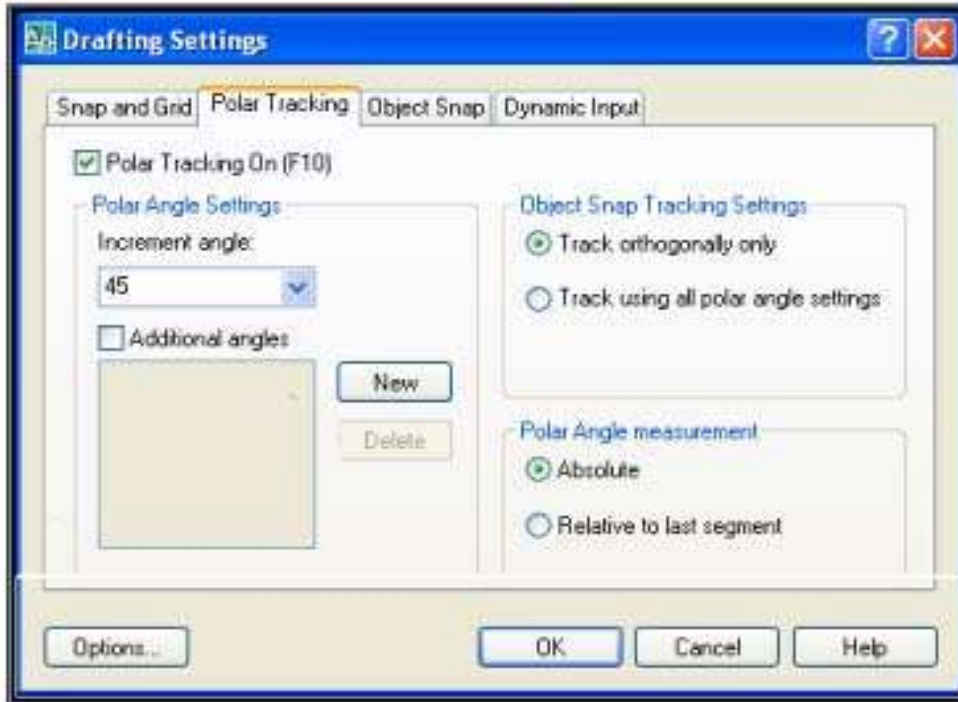 Drafting Settings
Snap and Grid Polar Tracking Object Snap Dynamic Input
Polar Tracking On (F10)
Polar Angle Settings
Increment angle:
45
Additional angles
New
Delete
Object Snap Tracking Settings
Track orthogonally only
Track using all polar angle settings
Polar Angle measurement
Absolute
Relative to last segment
Options... OK Cancel Help